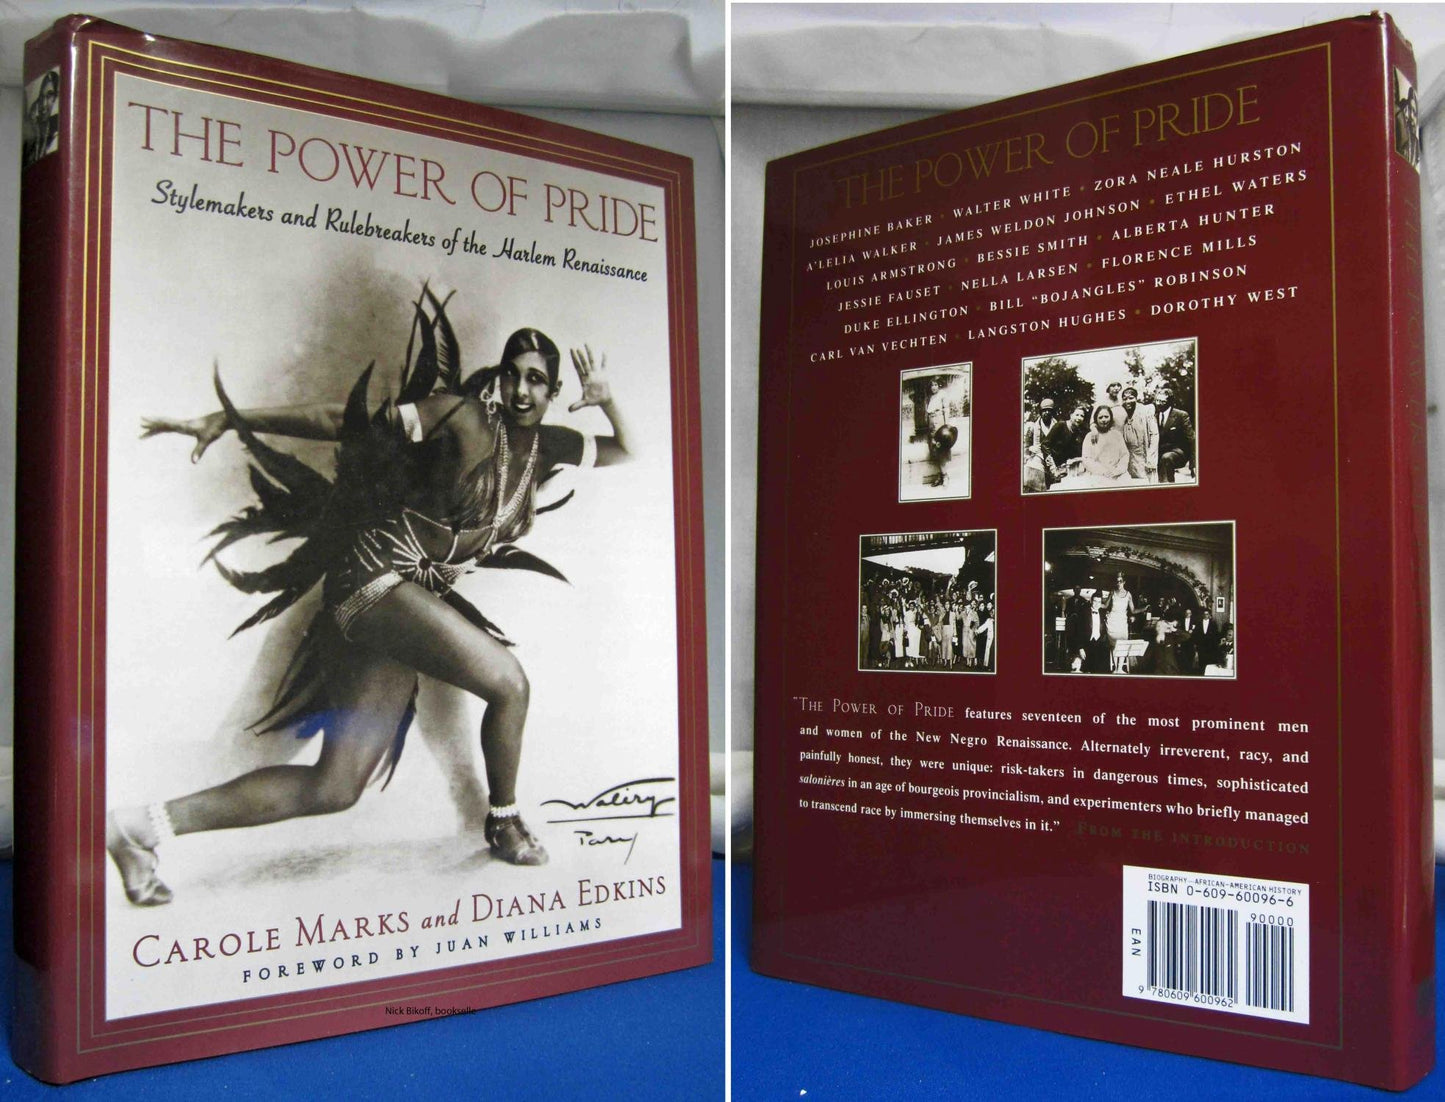 THE POWER OF PRIDE
Stylemakers and Rulebreakers of the Harlem Renaissance
Walery
Paris
CAROLE MARKS and DIANA EDKINS
FOREWORD BY JUAN WILLIAMS
Nick Bikoff, bookselle
THE POWER OF PRIDE
JOSEPHINE BAKER • WALTER WHITE • ZORA NEALE HURSTON
A'LELIA WALKER • JAMES WELDON JOHNSON • ETHEL WATERS
LOUIS ARMSTRONG • BESSIE SMITH • ALBERTA HUNTER
JESSIE FAUSET • NELLA LARSEN • FLORENCE MILLS
DUKE ELLINGTON • BILL "BOJANGLES" ROBINSON
CARL VAN VECHTEN • LANGSTON HUGHES • DOROTHY WEST
"THE POWER OF PRIDE features seventeen of the most prominent men
and women of the New Negro Renaissance. Alternately irreverent, racy, and
painfully honest, they were unique: risk-takers in dangerous times, sophisticated
salonières in an age of bourgeois provincialism, and experimenters who briefly managed
to transcend race by immersing themselves in it." FROM THE INTRODUCTION
BIOGRAPHY—AFRICAN-AMERICAN HISTORY
ISBN 0-609-60096-6
90000
EAN
9 780609 600962